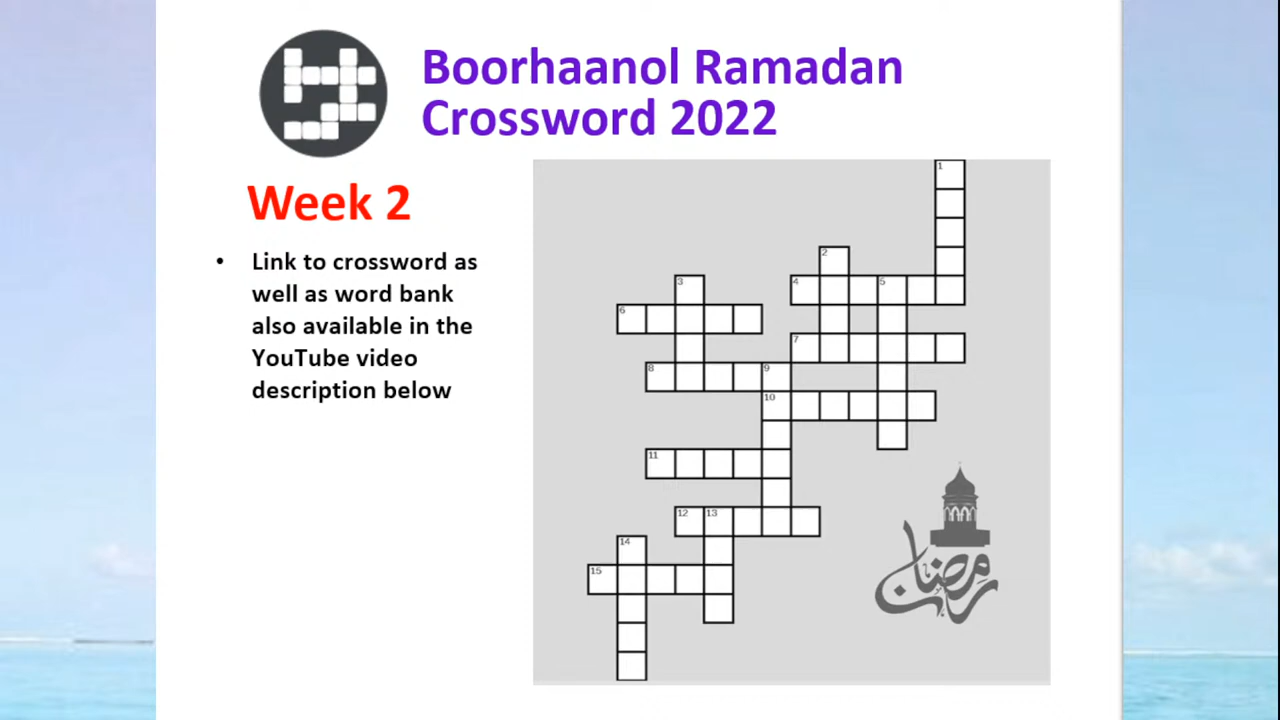 Boorhaanol Ramadan
Crossword 2022
Week 2
• Link to crossword as
well as word bank
also available in the
YouTube video
description below
1
2
3
4 5
6
7
8 9
10
11
12 13
14
15
رمضان